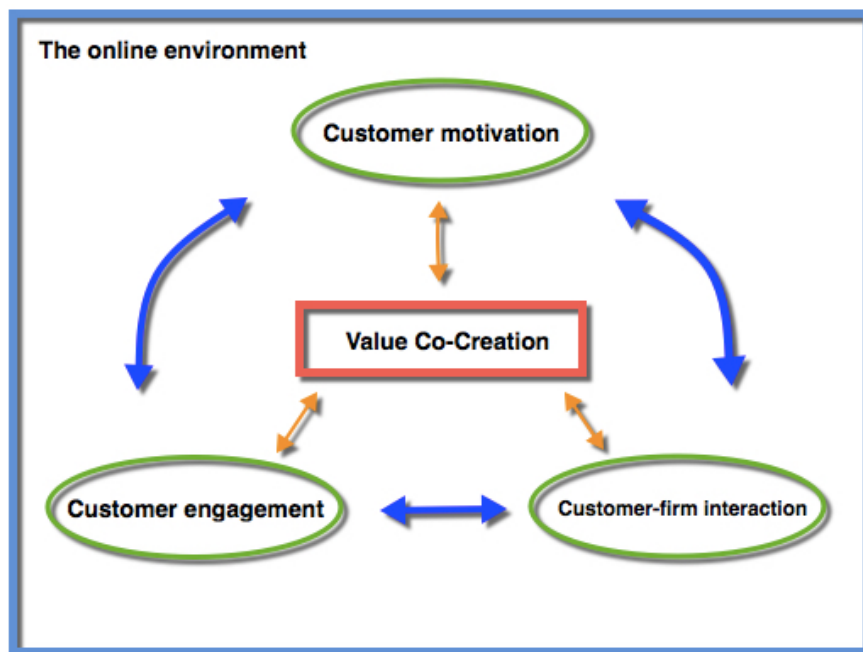 The online environment
Customer motivation
Value Co-Creation
Customer engagement
Customer-firm interaction